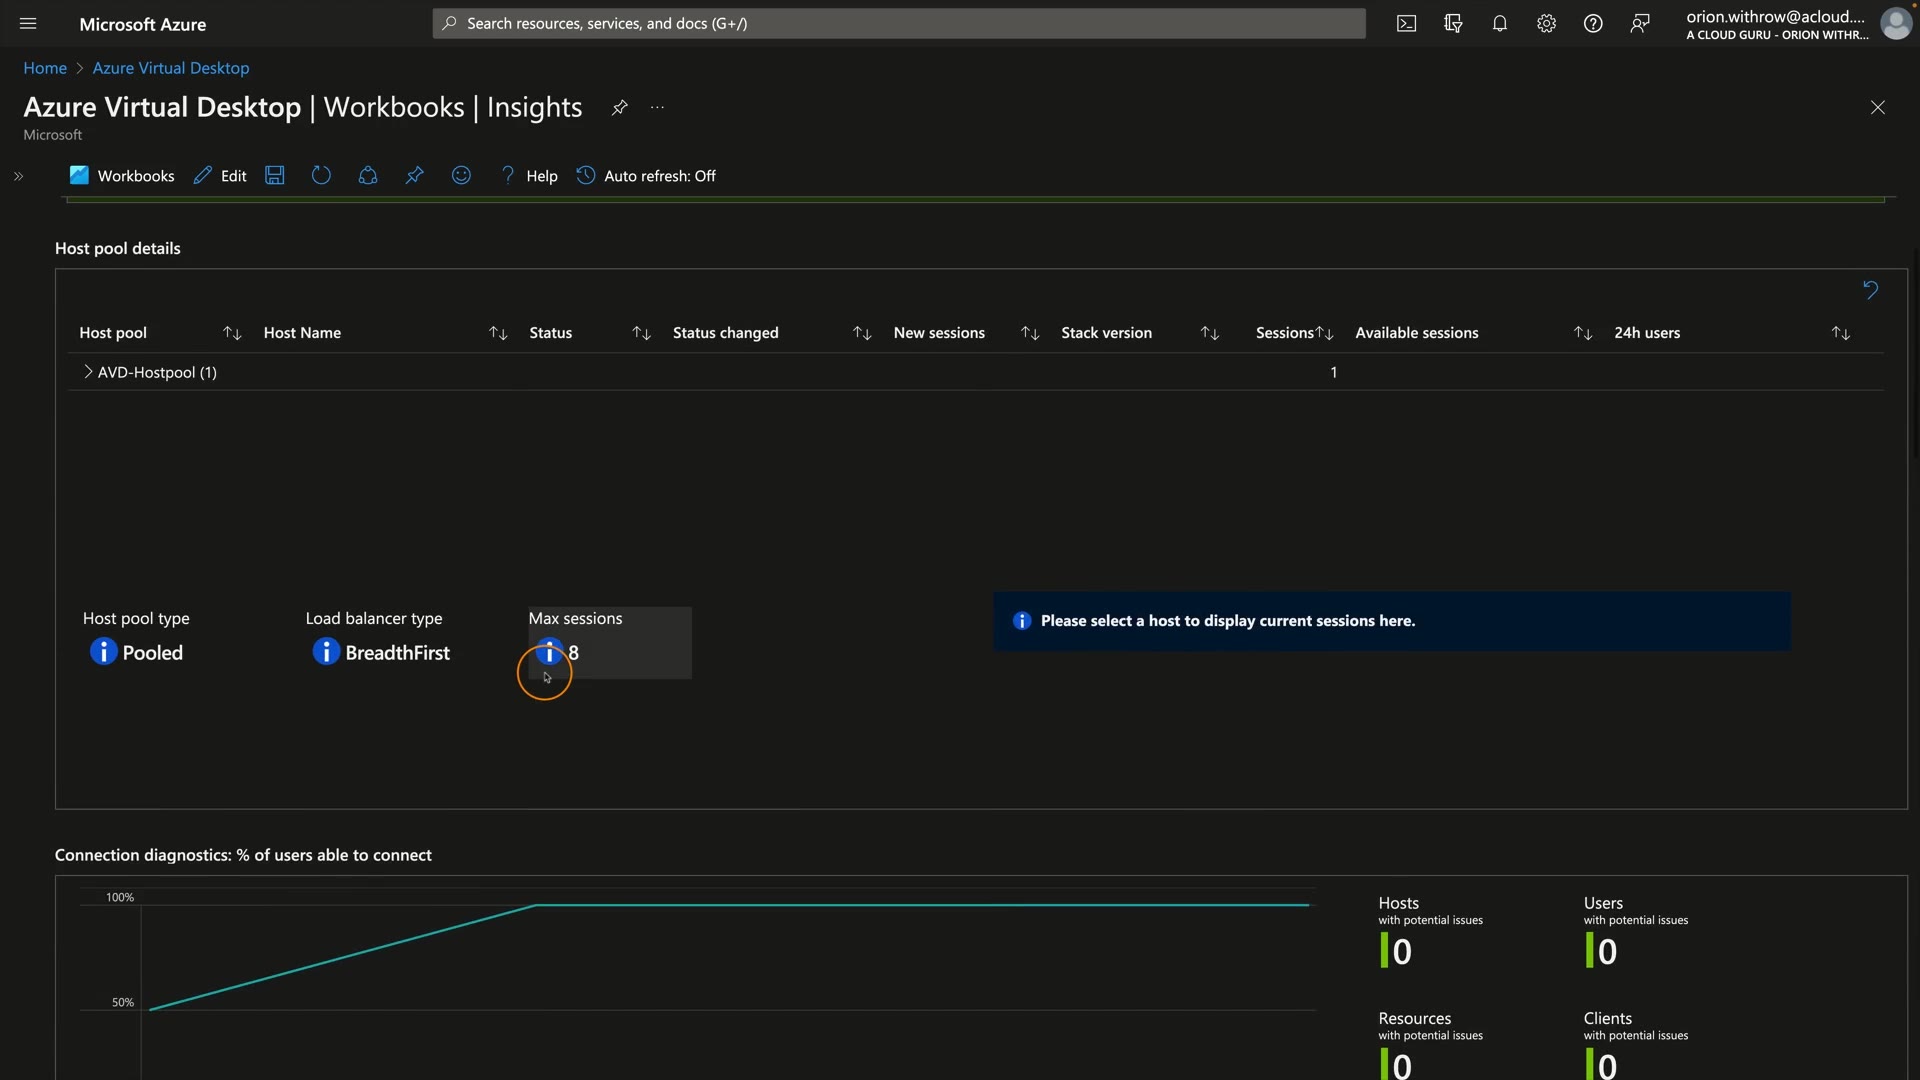 Microsoft Azure
Search resources, services, and docs (G+/)
orion.withrow@acloud....
A CLOUD GURU - ORION WITHR...
Home > Azure Virtual Desktop
Azure Virtual Desktop | Workbooks | Insights
Microsoft
Workbooks Edit Help Auto refresh: Off
Host pool details
Host pool Host Name Status Status changed New sessions Stack version Sessions Available sessions 24h users
AVD-Hostpool (1) 1
Host pool type Load balancer type Max sessions
Pooled BreadthFirst 8
Please select a host to display current sessions here.
Connection diagnostics: % of users able to connect
100%
50%
Hosts
with potential issues
0
Users
with potential issues
0
Resources
with potential issues
0
Clients
with potential issues
0